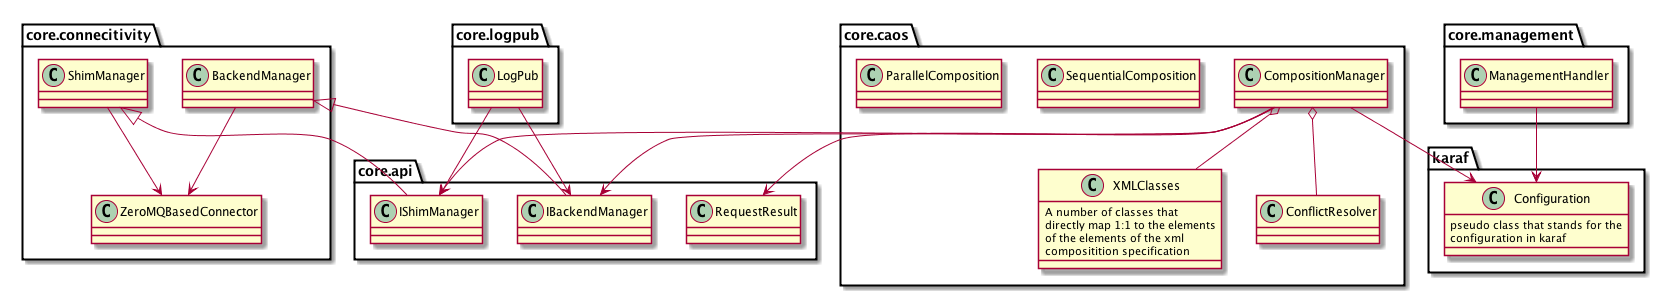 core.connecitivity
C ShimManager
C BackendManager
C ZeroMQBasedConnector
core.logpub
C LogPub
core.api
C IShimManager
C IBackendManager
C RequestResult
core.caos
C ParallelComposition
C SequentialComposition
C CompositionManager
C XMLClasses
A number of classes that
directly map 1:1 to the elements
of the elements of the xml
composition specification
C ConflictResolver
core.management
C ManagementHandler
karaf
C Configuration
pseudo class that stands for the
configuration in karaf